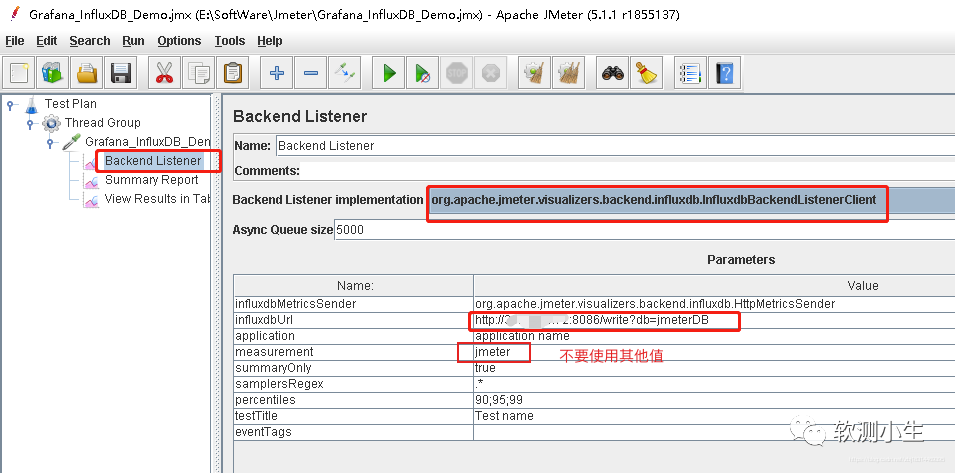 Grafana_InfluxDB_Demo.jmx (E:\SoftWare\Jmeter\Grafana_InfluxDB_Demo.jmx) - Apache JMeter (5.1.1 r1855137)
File Edit Search Run Options Tools Help
STOP
Test Plan
Thread Group
Grafana_InfluxDB_Den
Backend Listener
Summary Report
View Results in Tab
Backend Listener
Name: Backend Listener
Comments:
Backend Listener implementation org.apache.jmeter.visualizers.backend.influxdb.InfluxdbBackendListenerClient
Async Queue size 5000
Parameters
Name: Value
influxdbMetricsSender org.apache.jmeter.visualizers.backend.influxdb.HttpMetricsSender
influxdbUrl http:// 2:8086/write?db=jmeterDB
application application name
measurement jmeter 不要使用其他值
summaryOnly true
samplersRegex .*
percentiles 90;95;99
testTitle Test name
eventTags
软测小生